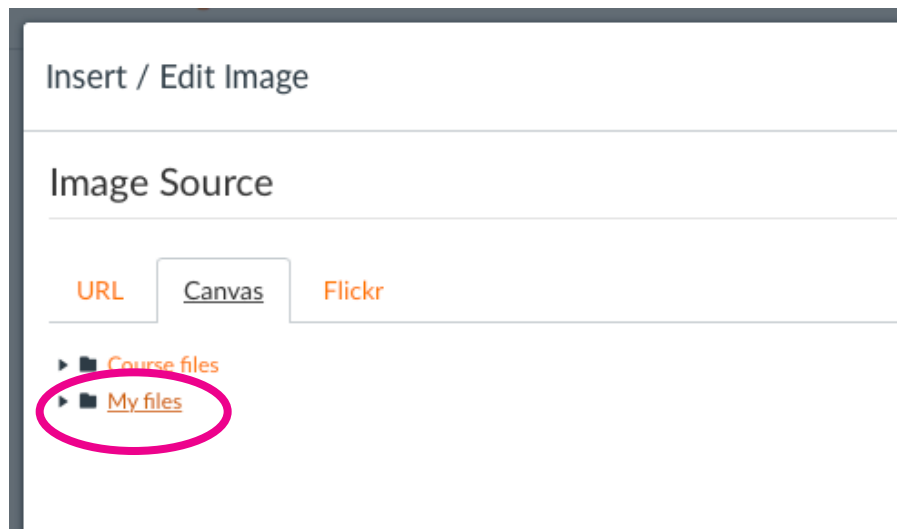 Insert / Edit Image
Image Source
URL Canvas Flickr
Course files
My files